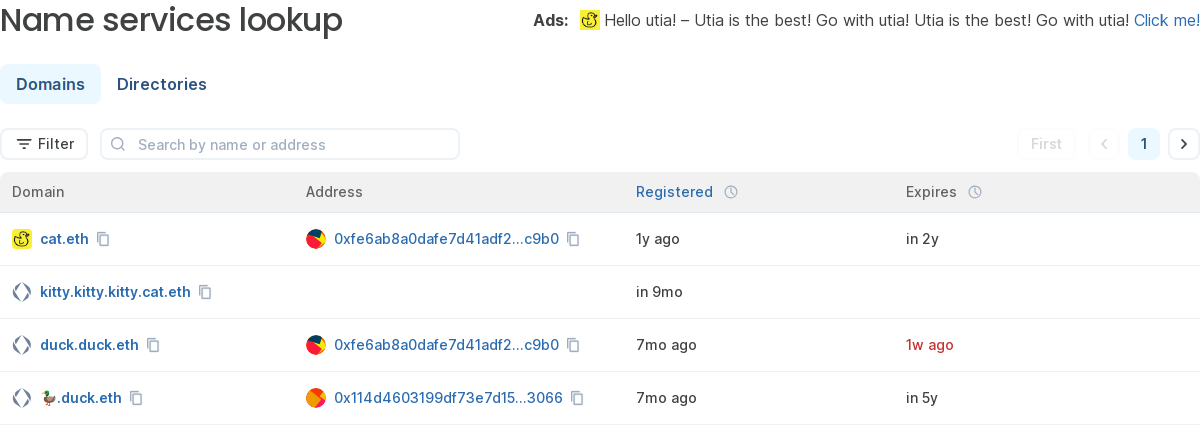 Name services lookup
Ads: Hello utia! – Utia is the best! Go with utia! Utia is the best! Go with utia! Click me!
Domains Directories
Filter Search by name or address First 1
Domain Address Registered Expires
cat.eth 0xfe6ab8a0dafe7d41adf2...c9b0 1y ago in 2y
kitty.kitty.kitty.cat.eth in 9mo
duck.duck.eth 0xfe6ab8a0dafe7d41adf2...c9b0 7mo ago 1w ago
🦆.duck.eth 0x114d4603199df73e7d15...3066 7mo ago in 5y